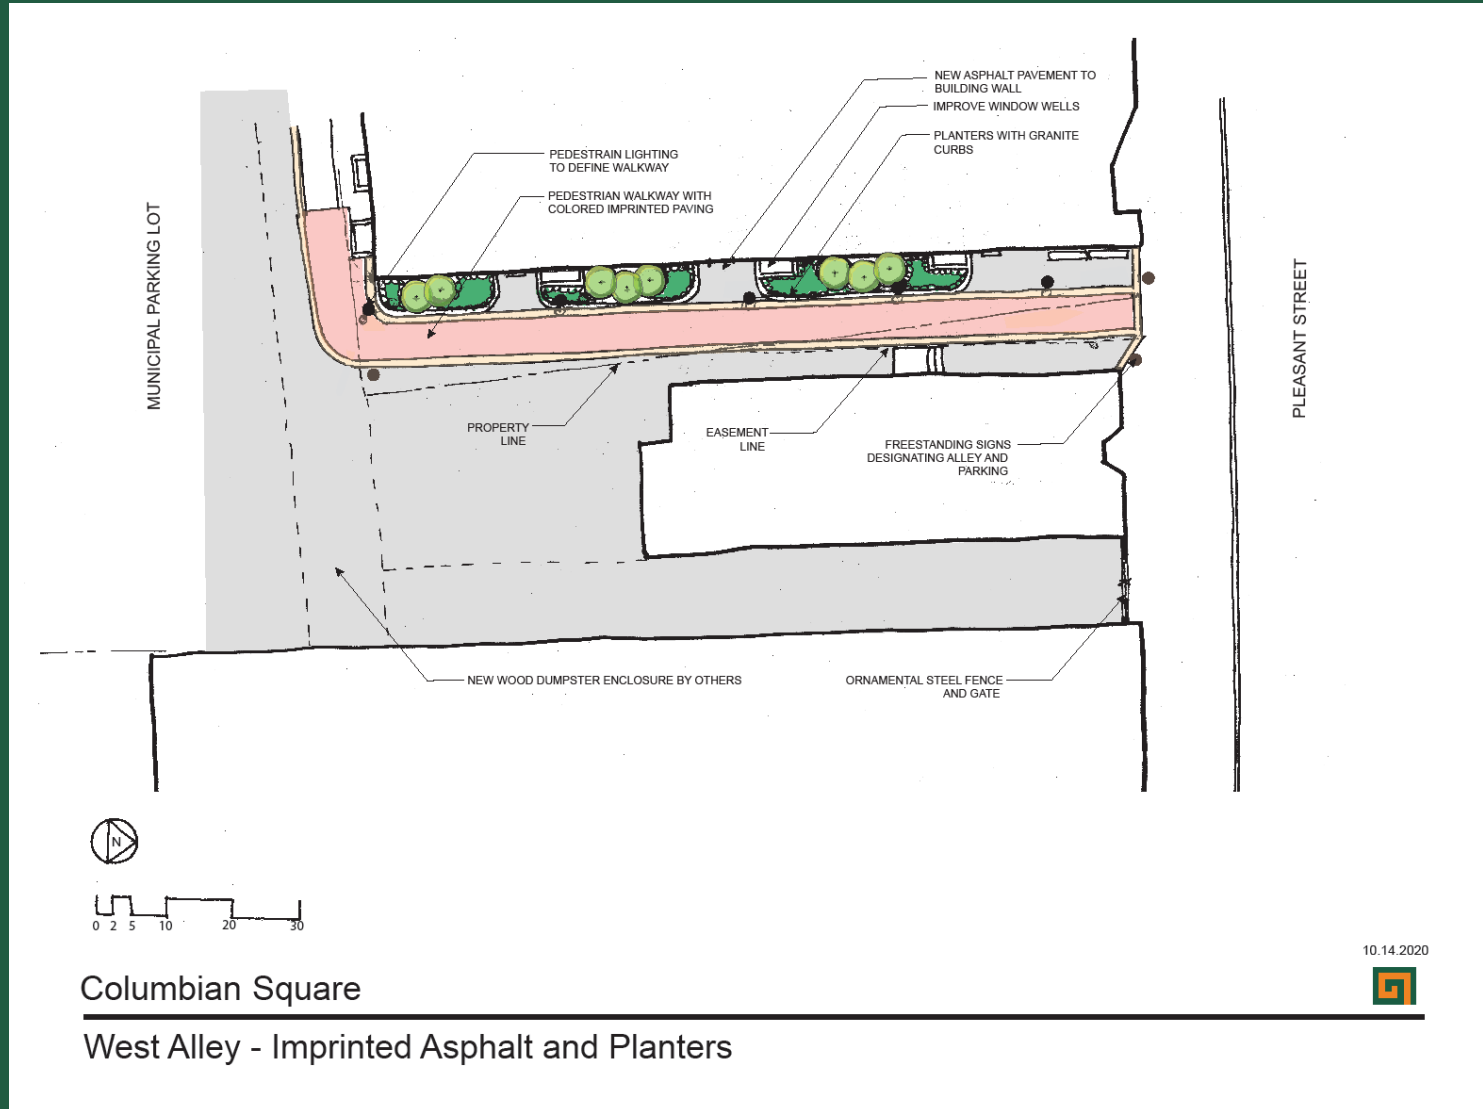 NEW ASPHALT PAVEMENT TO
BUILDING WALL
IMPROVE WINDOW WELLS
PLANTERS WITH GRANITE
CURBS
PEDESTRAIN LIGHTING
TO DEFINE WALKWAY
PEDESTRIAN WALKWAY WITH
COLORED IMPRINTED PAVING
MUNICIPAL PARKING LOT
PLEASANT STREET
PROPERTY
LINE
EASEMENT
LINE
FREESTANDING SIGNS
DESIGNATING ALLEY AND
PARKING
NEW WOOD DUMPSTER ENCLOSURE BY OTHERS
ORNAMENTAL STEEL FENCE
AND GATE
N
0 2 5 10 20 30
10.14.2020
Columbian Square
West Alley - Imprinted Asphalt and Planters